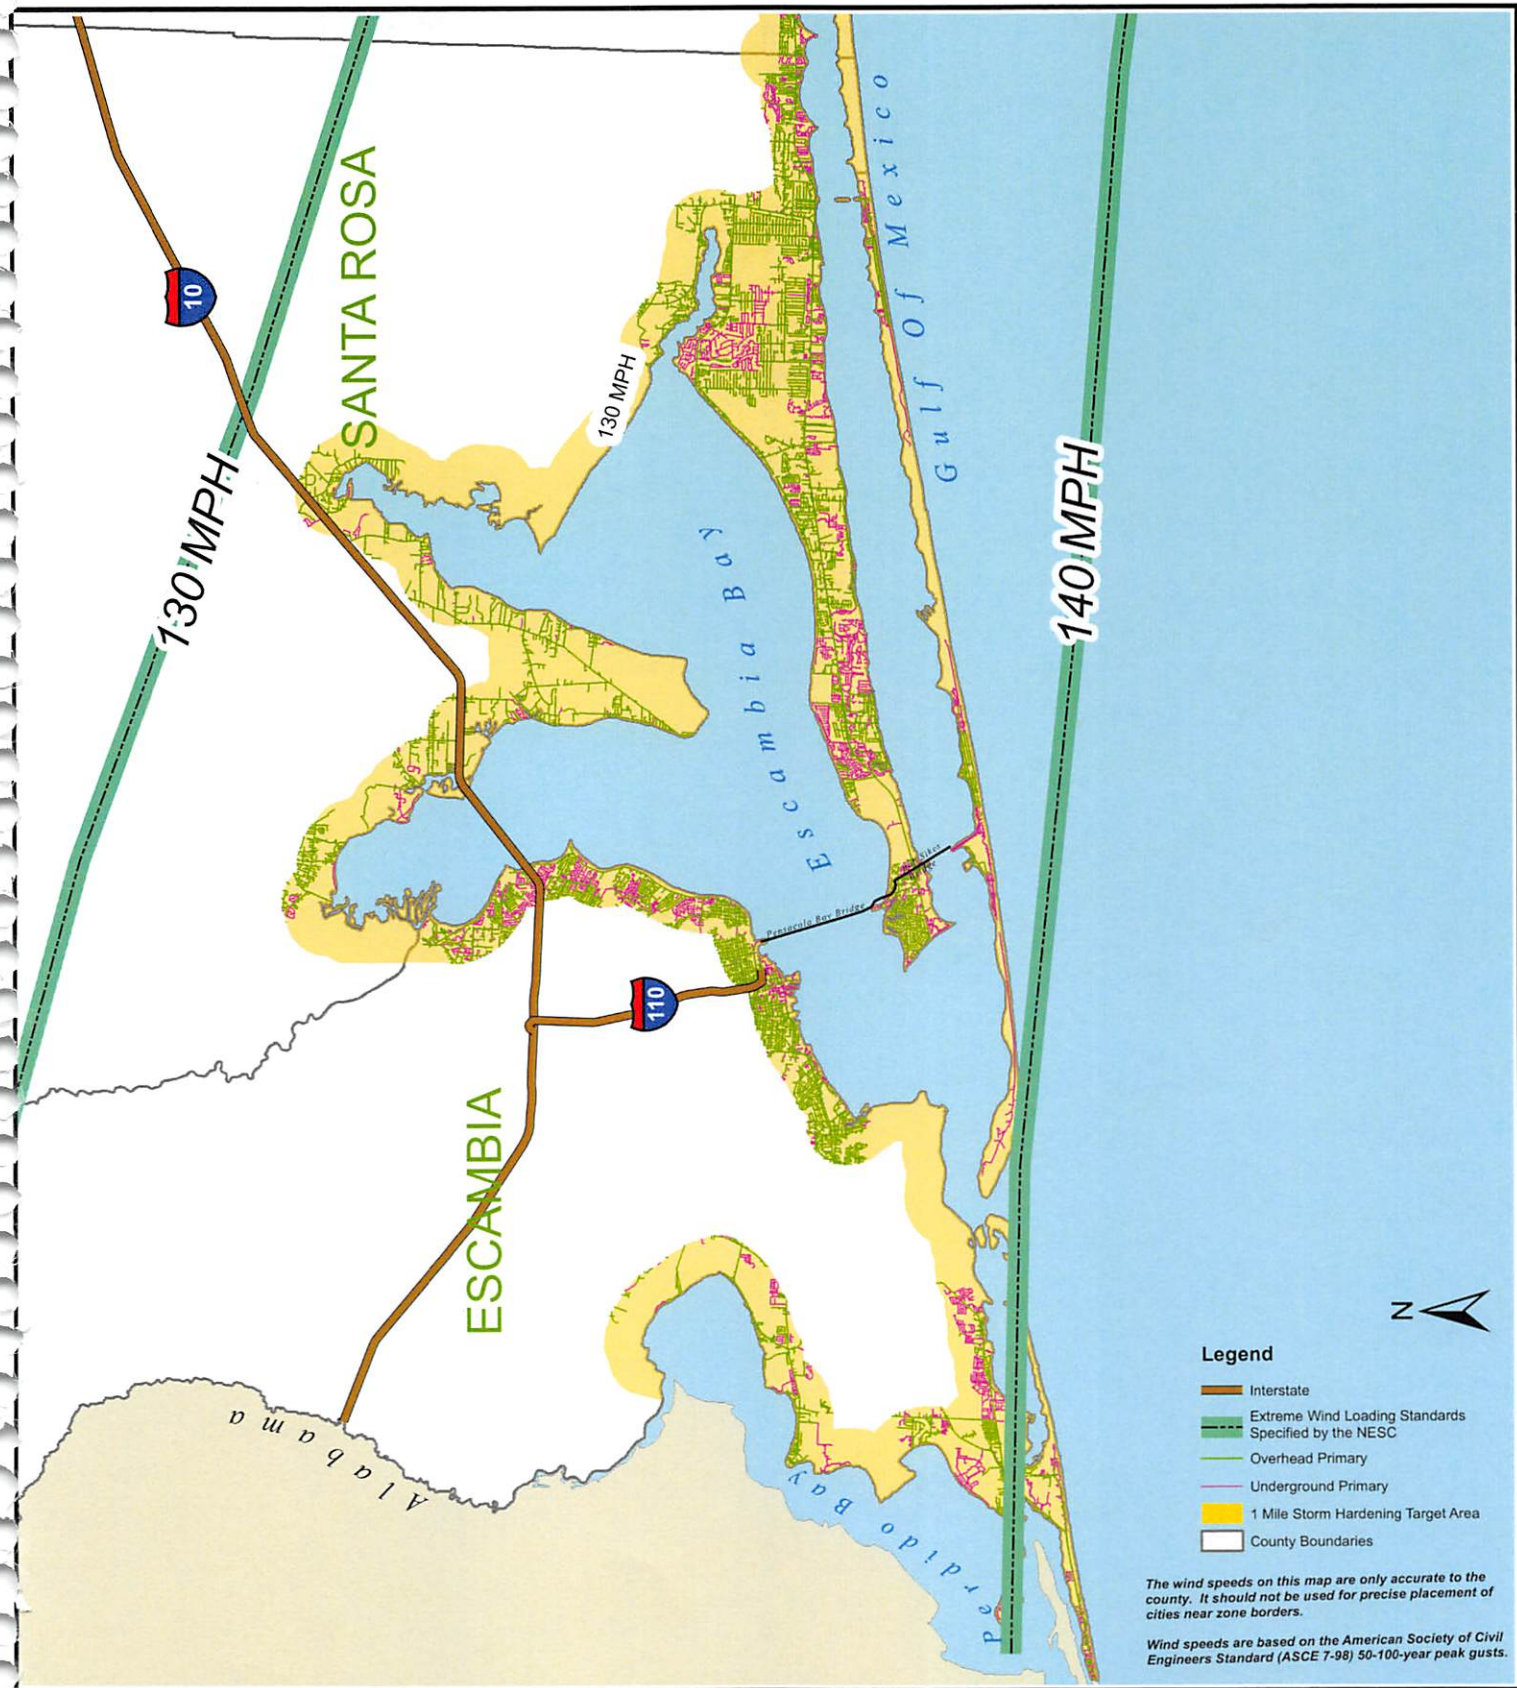 10
130 MPH
SANTA ROSA
130 MPH
Gulf Of Mexico
140 MPH
Escambia Bay
Pensacola Bay Bridge
Bridge
110
ESCAMBIA
Alabama
Perdido Bay
N
Legend
Interstate
Extreme Wind Loading Standards
Specified by the NESC
Overhead Primary
Underground Primary
1 Mile Storm Hardening Target Area
County Boundaries
The wind speeds on this map are only accurate to the
county. It should not be used for precise placement of
cities near zone borders.
Wind speeds are based on the American Society of Civil
Engineers Standard (ASCE 7-98) 50-100-year peak gusts.